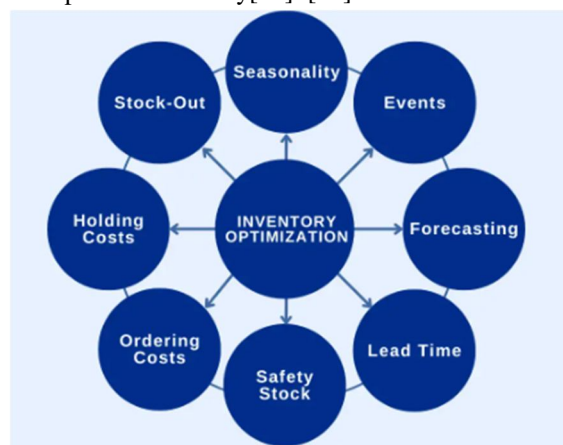 Seasonality
Stock-Out
Events
Holding
Costs
INVENTORY
OPTIMIZATION
Forecasting
Ordering
Costs
Safety
Stock
Lead Time